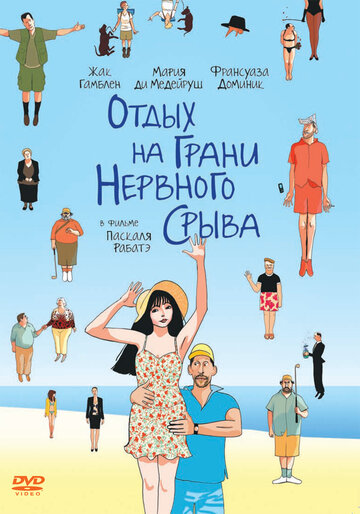 Жак
Гамблен
Мария
ди Медейруш
Франсуаза
Доминик
Отдых
на Грани
Нервного
Срыва
в фильме
Паскаля
Рабатэ
DVD
VIDEO